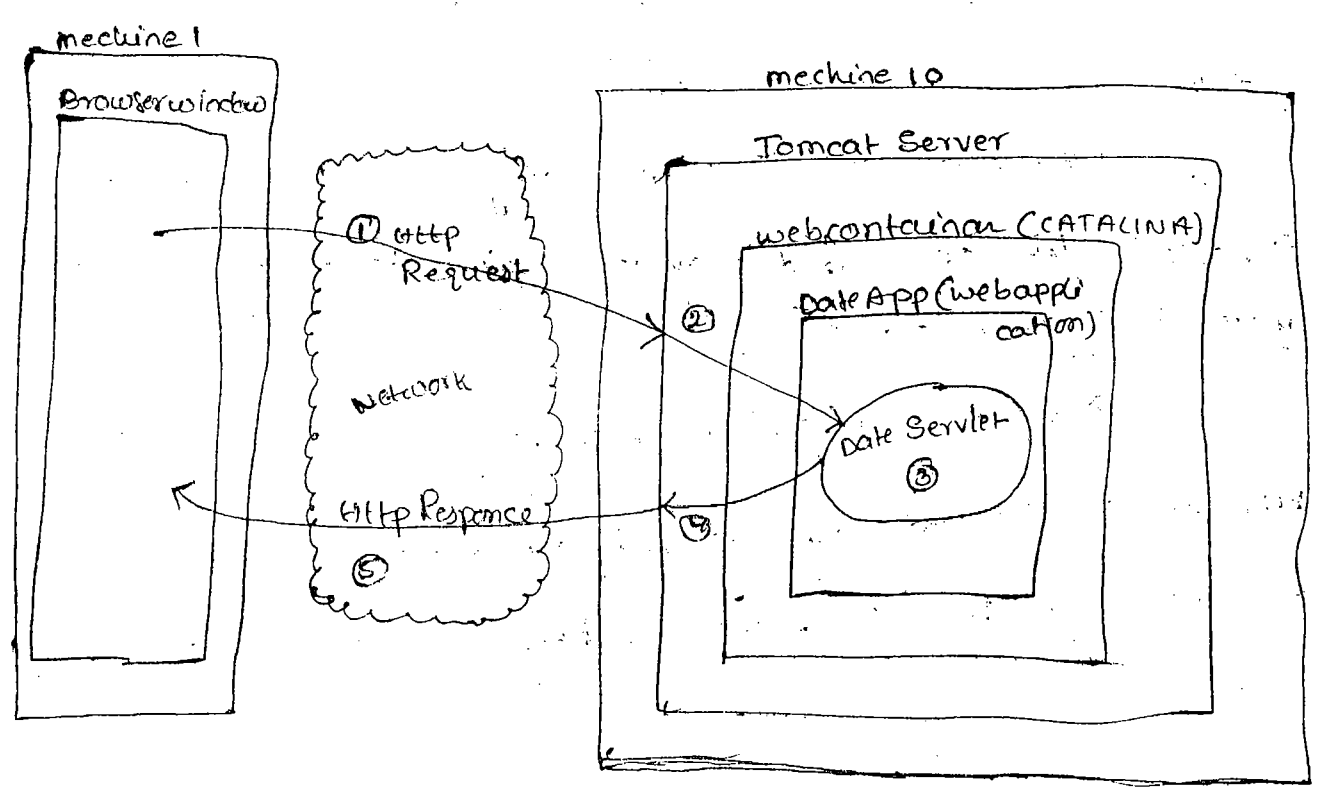 mechine 1
Browserwindow
mechine 10
Tomcat Server
webcontainar (CATALINA)
DateApp (webappli
cation)
① Http
Request
②
Network
Date Servlet
③
Http Responce
④
⑤